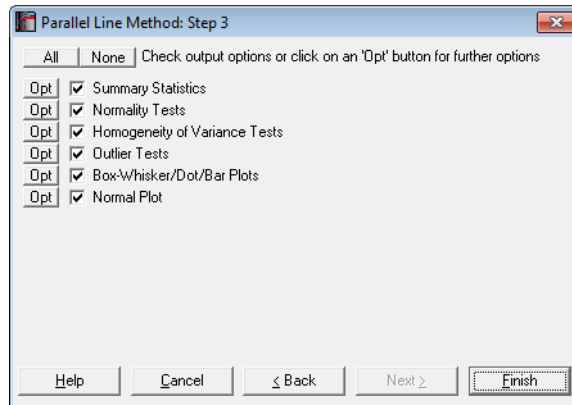 Parallel Line Method: Step 3
All None Check output options or click on an 'Opt' button for further options
Opt Summary Statistics
Opt Normality Tests
Opt Homogeneity of Variance Tests
Opt Outlier Tests
Opt Box-Whisker/Dot/Bar Plots
Opt Normal Plot
Help Cancel < Back Next > Finish